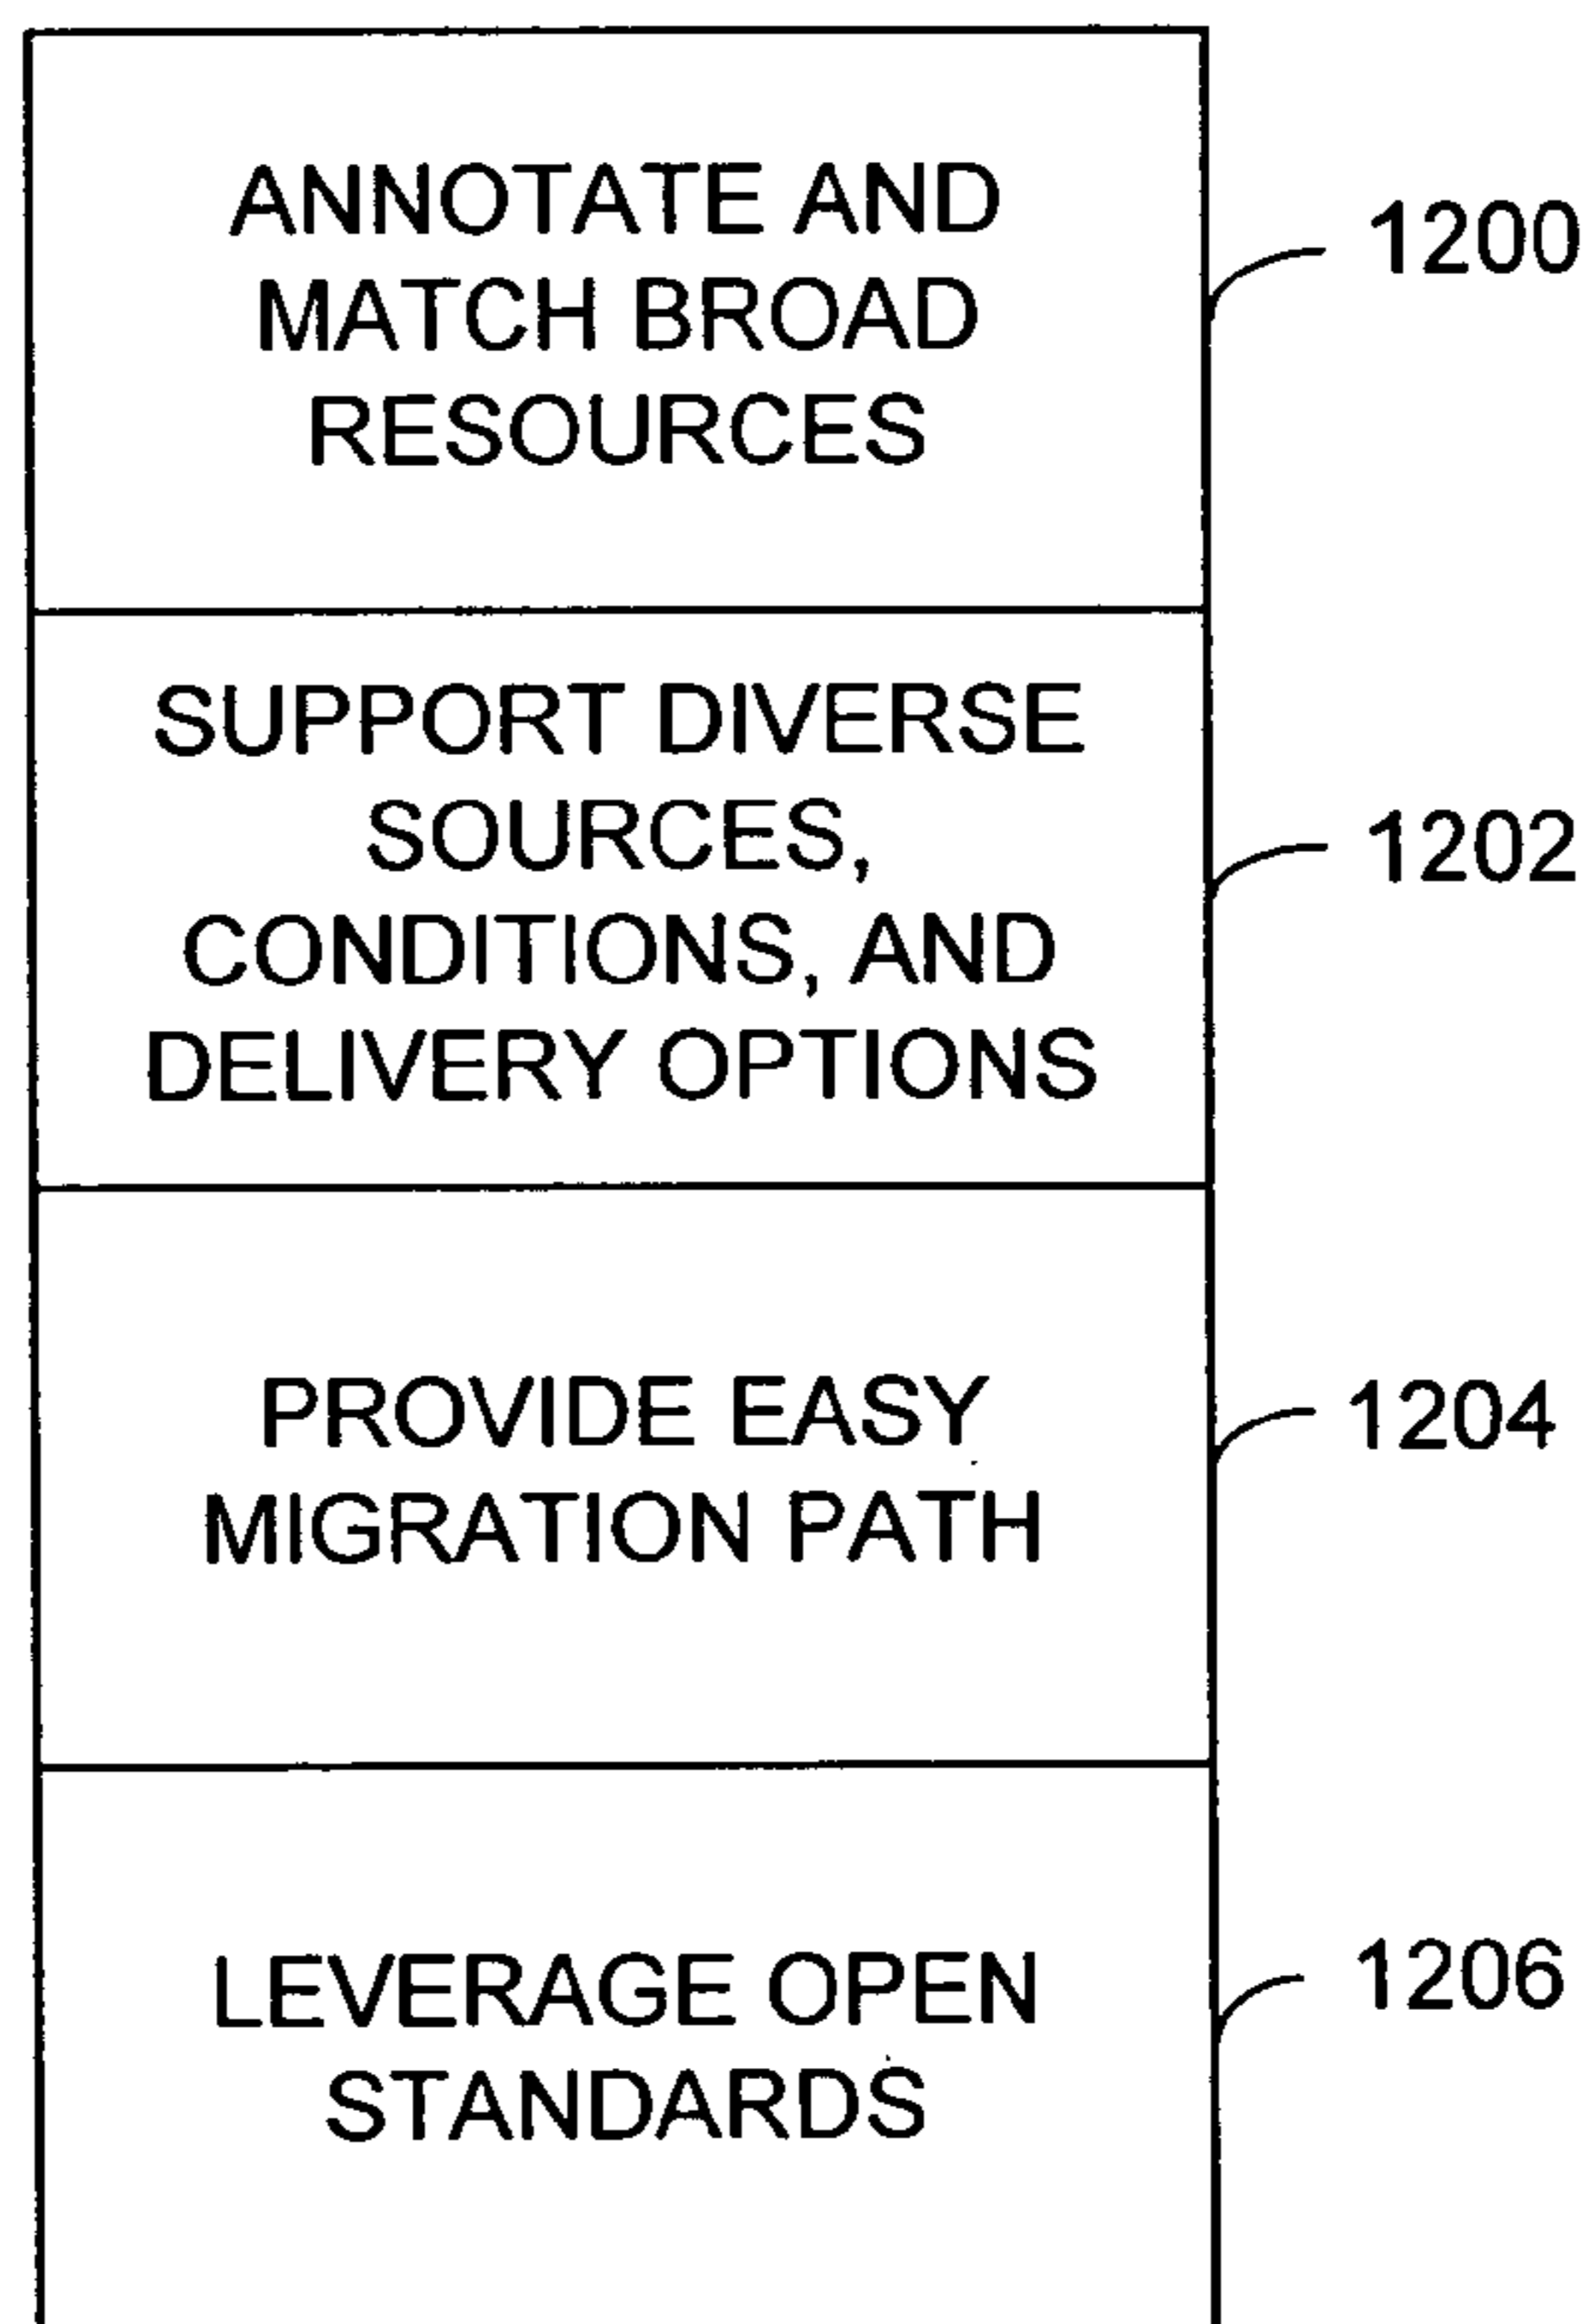 ANNOTATE AND
MATCH BROAD
RESOURCES
1200
SUPPORT DIVERSE
SOURCES,
CONDITIONS, AND
DELIVERY OPTIONS
1202
PROVIDE EASY
MIGRATION PATH
1204
LEVERAGE OPEN
STANDARDS
1206